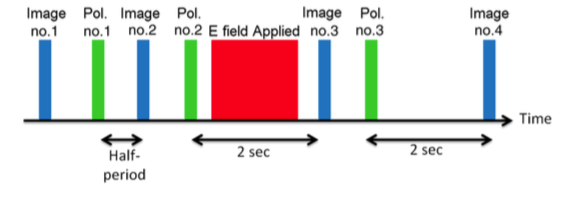 Image Pol. Image Pol. Image Pol. Image
no.1 no.1 no.2 no.2 E field Applied no.3 no.3 no.4
Time
Half-
period
2 sec
2 sec